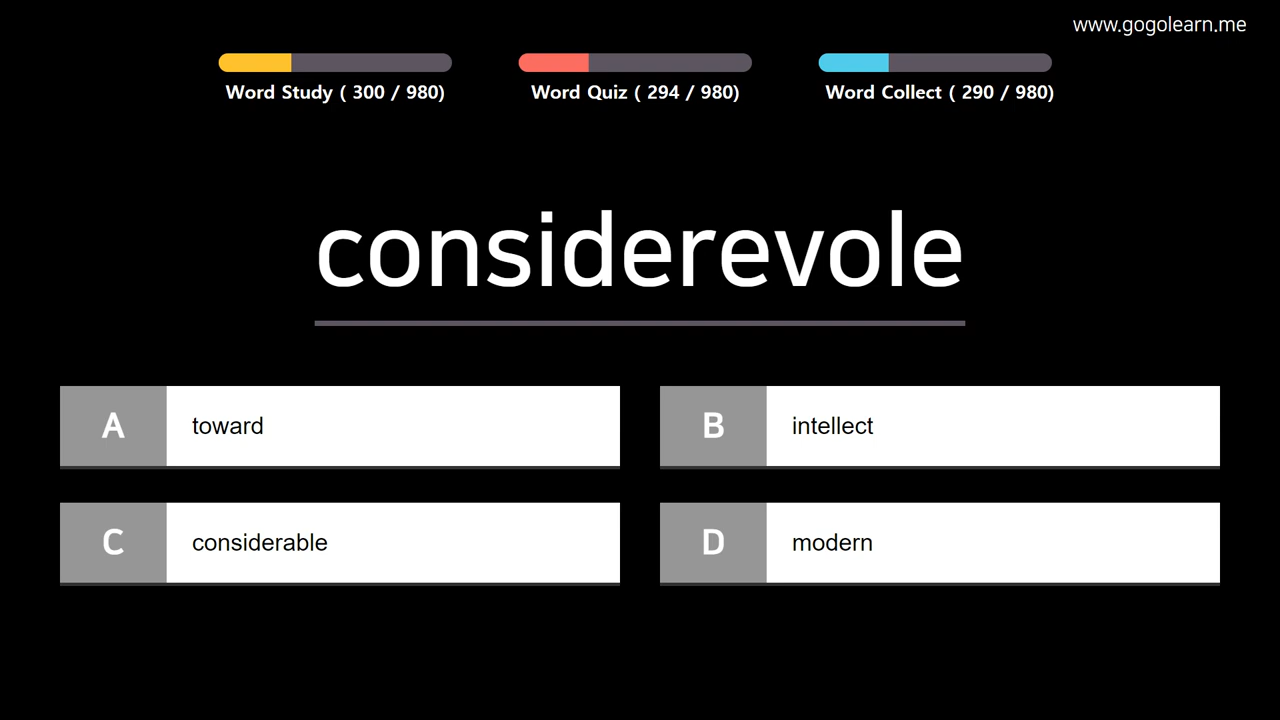 www.gogolearn.me
Word Study ( 300 / 980)
Word Quiz ( 294 / 980)
Word Collect ( 290 / 980)
considerevole
A toward
B intellect
C considerable
D modern